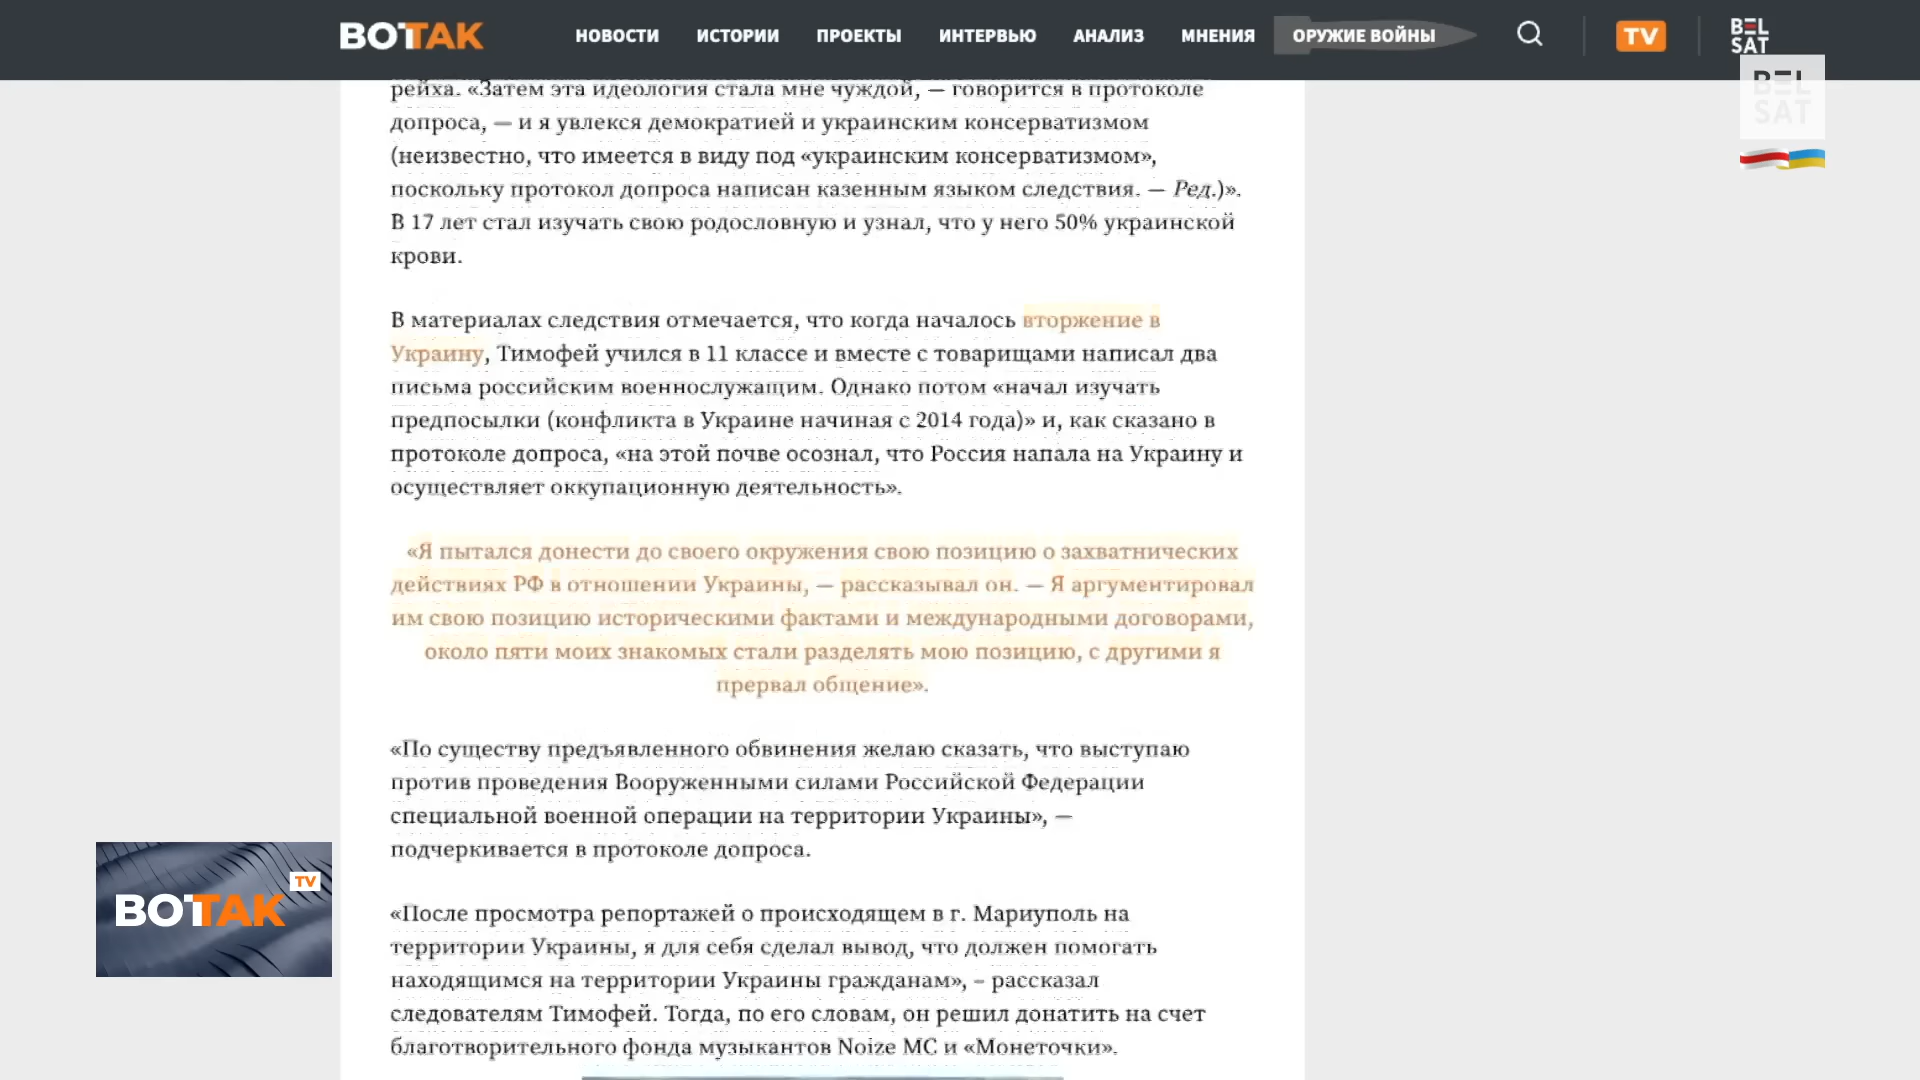 ВОТТАК НОВОСТИ ИСТОРИИ ПРОЕКТЫ ИНТЕРВЬЮ АНАЛИЗ МНЕНИЯ ОРУЖИЕ ВОЙНЫ TV BEL SAT
BEL SAT
рейха. «Затем эта идеология стала мне чуждой, — говорится в протоколе
допроса, — и я увлекся демократией и украинским консерватизмом
(неизвестно, что имеется в виду под «украинским консерватизмом»,
поскольку протокол допроса написан казенным языком следствия. — Ред.)».
В 17 лет стал изучать свою родословную и узнал, что у него 50% украинской
крови.
В материалах следствия отмечается, что когда началось вторжение в
Украину, Тимофей учился в 11 классе и вместе с товарищами написал два
письма российским военнослужащим. Однако потом «начал изучать
предпосылки (конфликта в Украине начиная с 2014 года)» и, как сказано в
протоколе допроса, «на этой почве осознал, что Россия напала на Украину и
осуществляет оккупационную деятельность».
«Я пытался донести до своего окружения свою позицию о захватнических
действиях РФ в отношении Украины, — рассказывал он. — Я аргументировал
им свою позицию историческими фактами и международными договорами,
около пяти моих знакомых стали разделять мою позицию, с другими я
прервал общение».
«По существу предъявленного обвинения желаю сказать, что выступаю
против проведения Вооруженными силами Российской Федерации
специальной военной операции на территории Украины», —
подчеркивается в протоколе допроса.
«После просмотра репортажей о происходящем в г. Мариуполь на
территории Украины, я для себя сделал вывод, что должен помогать
находящимся на территории Украины гражданам», – рассказал
следователям Тимофей. Тогда, по его словам, он решил донатить на счет
благотворительного фонда музыкантов Noize MC и «Монеточки».
TV
ВОТТАК